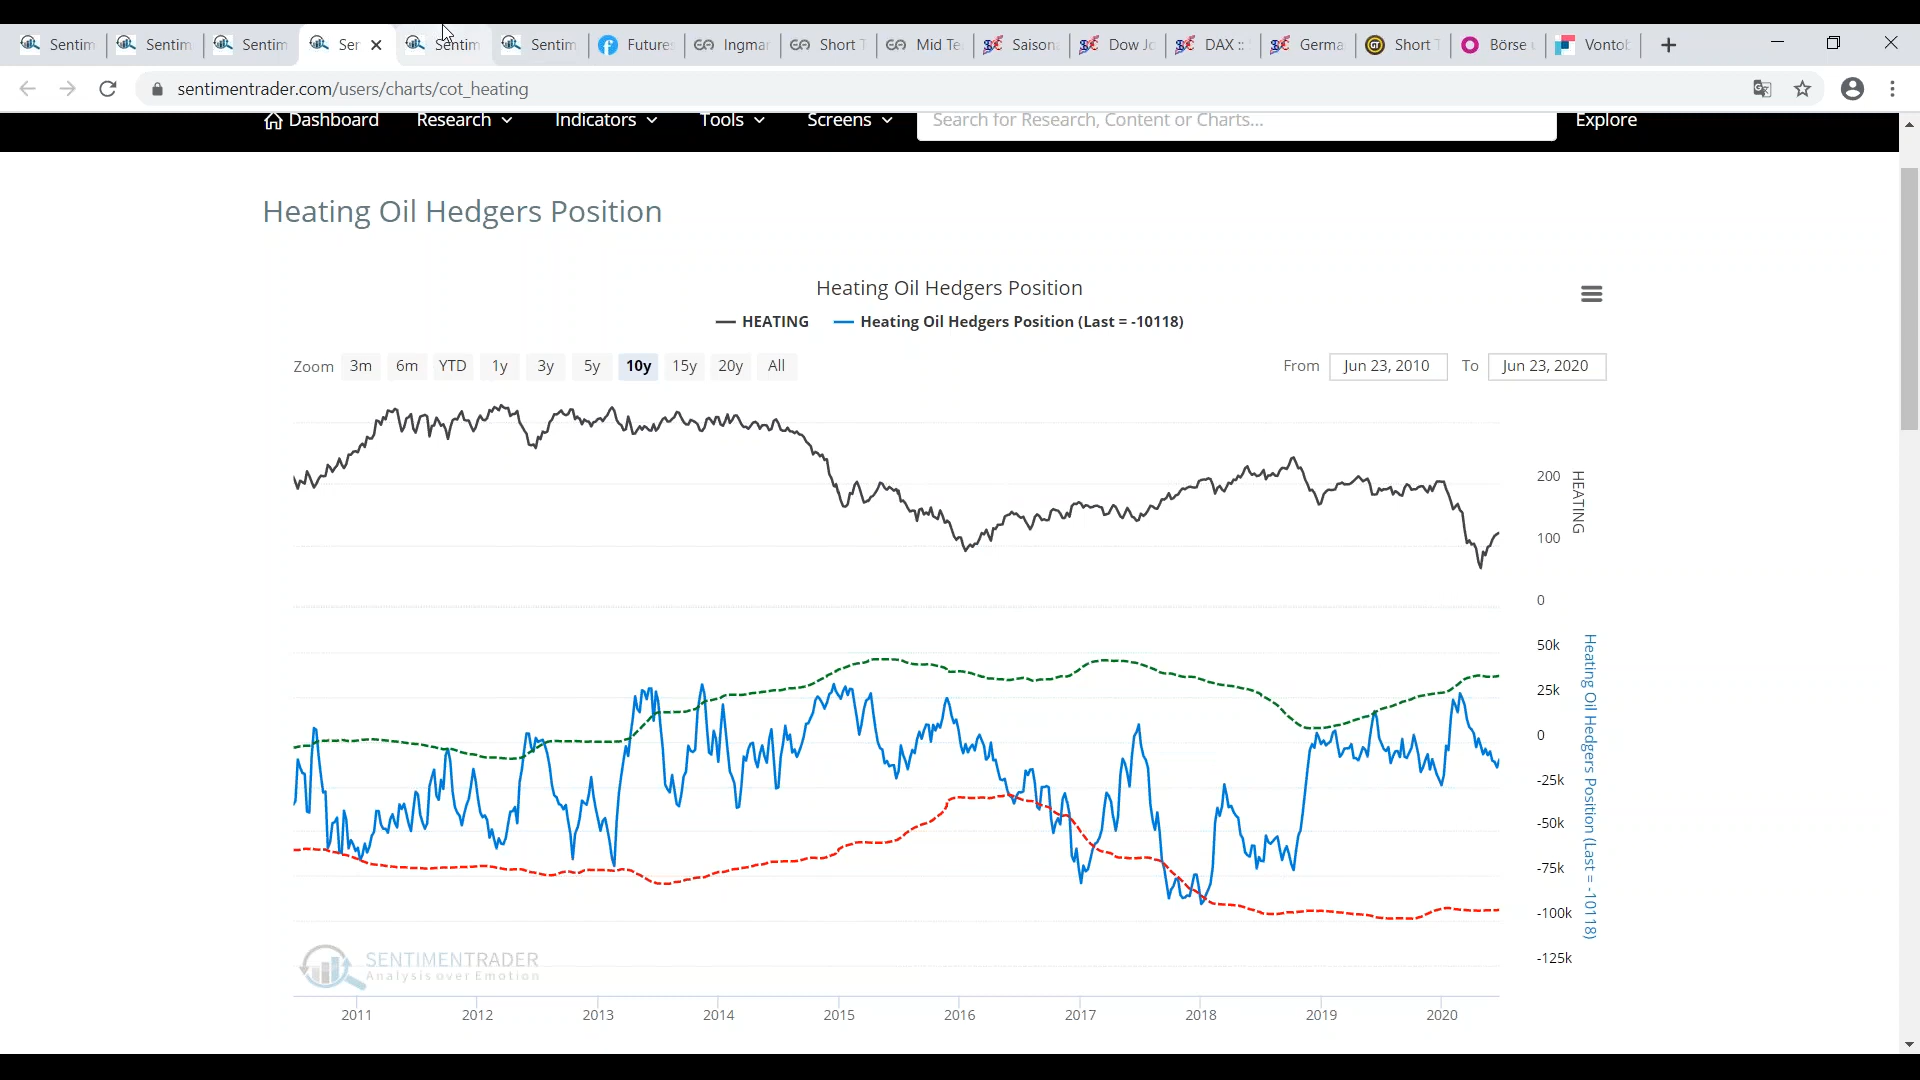 Sentim Sentim Sentim Ser Sentim Sentim Future Ingmar Short T Mid Te Saison Dow Jo DAX :: Germa Short T Börse Vontob
sentimentrader.com/users/charts/cot_heating
Dashboard Research Indicators Tools Screens Search for Research, Content or Charts... Explore
Heating Oil Hedgers Position
Heating Oil Hedgers Position
HEATING Heating Oil Hedgers Position (Last = -10118)
Zoom 3m 6m YTD 1y 3y 5y 10y 15y 20y All From Jun 23, 2010 To Jun 23, 2020
200
100
0
HEATING
50k
25k
0
-25k
-50k
-75k
-100k
-125k
Heating Oil Hedgers Position (Last = -10118)
SENTIMENTRADER
Analysis over Emotion
2011 2012 2013 2014 2015 2016 2017 2018 2019 2020